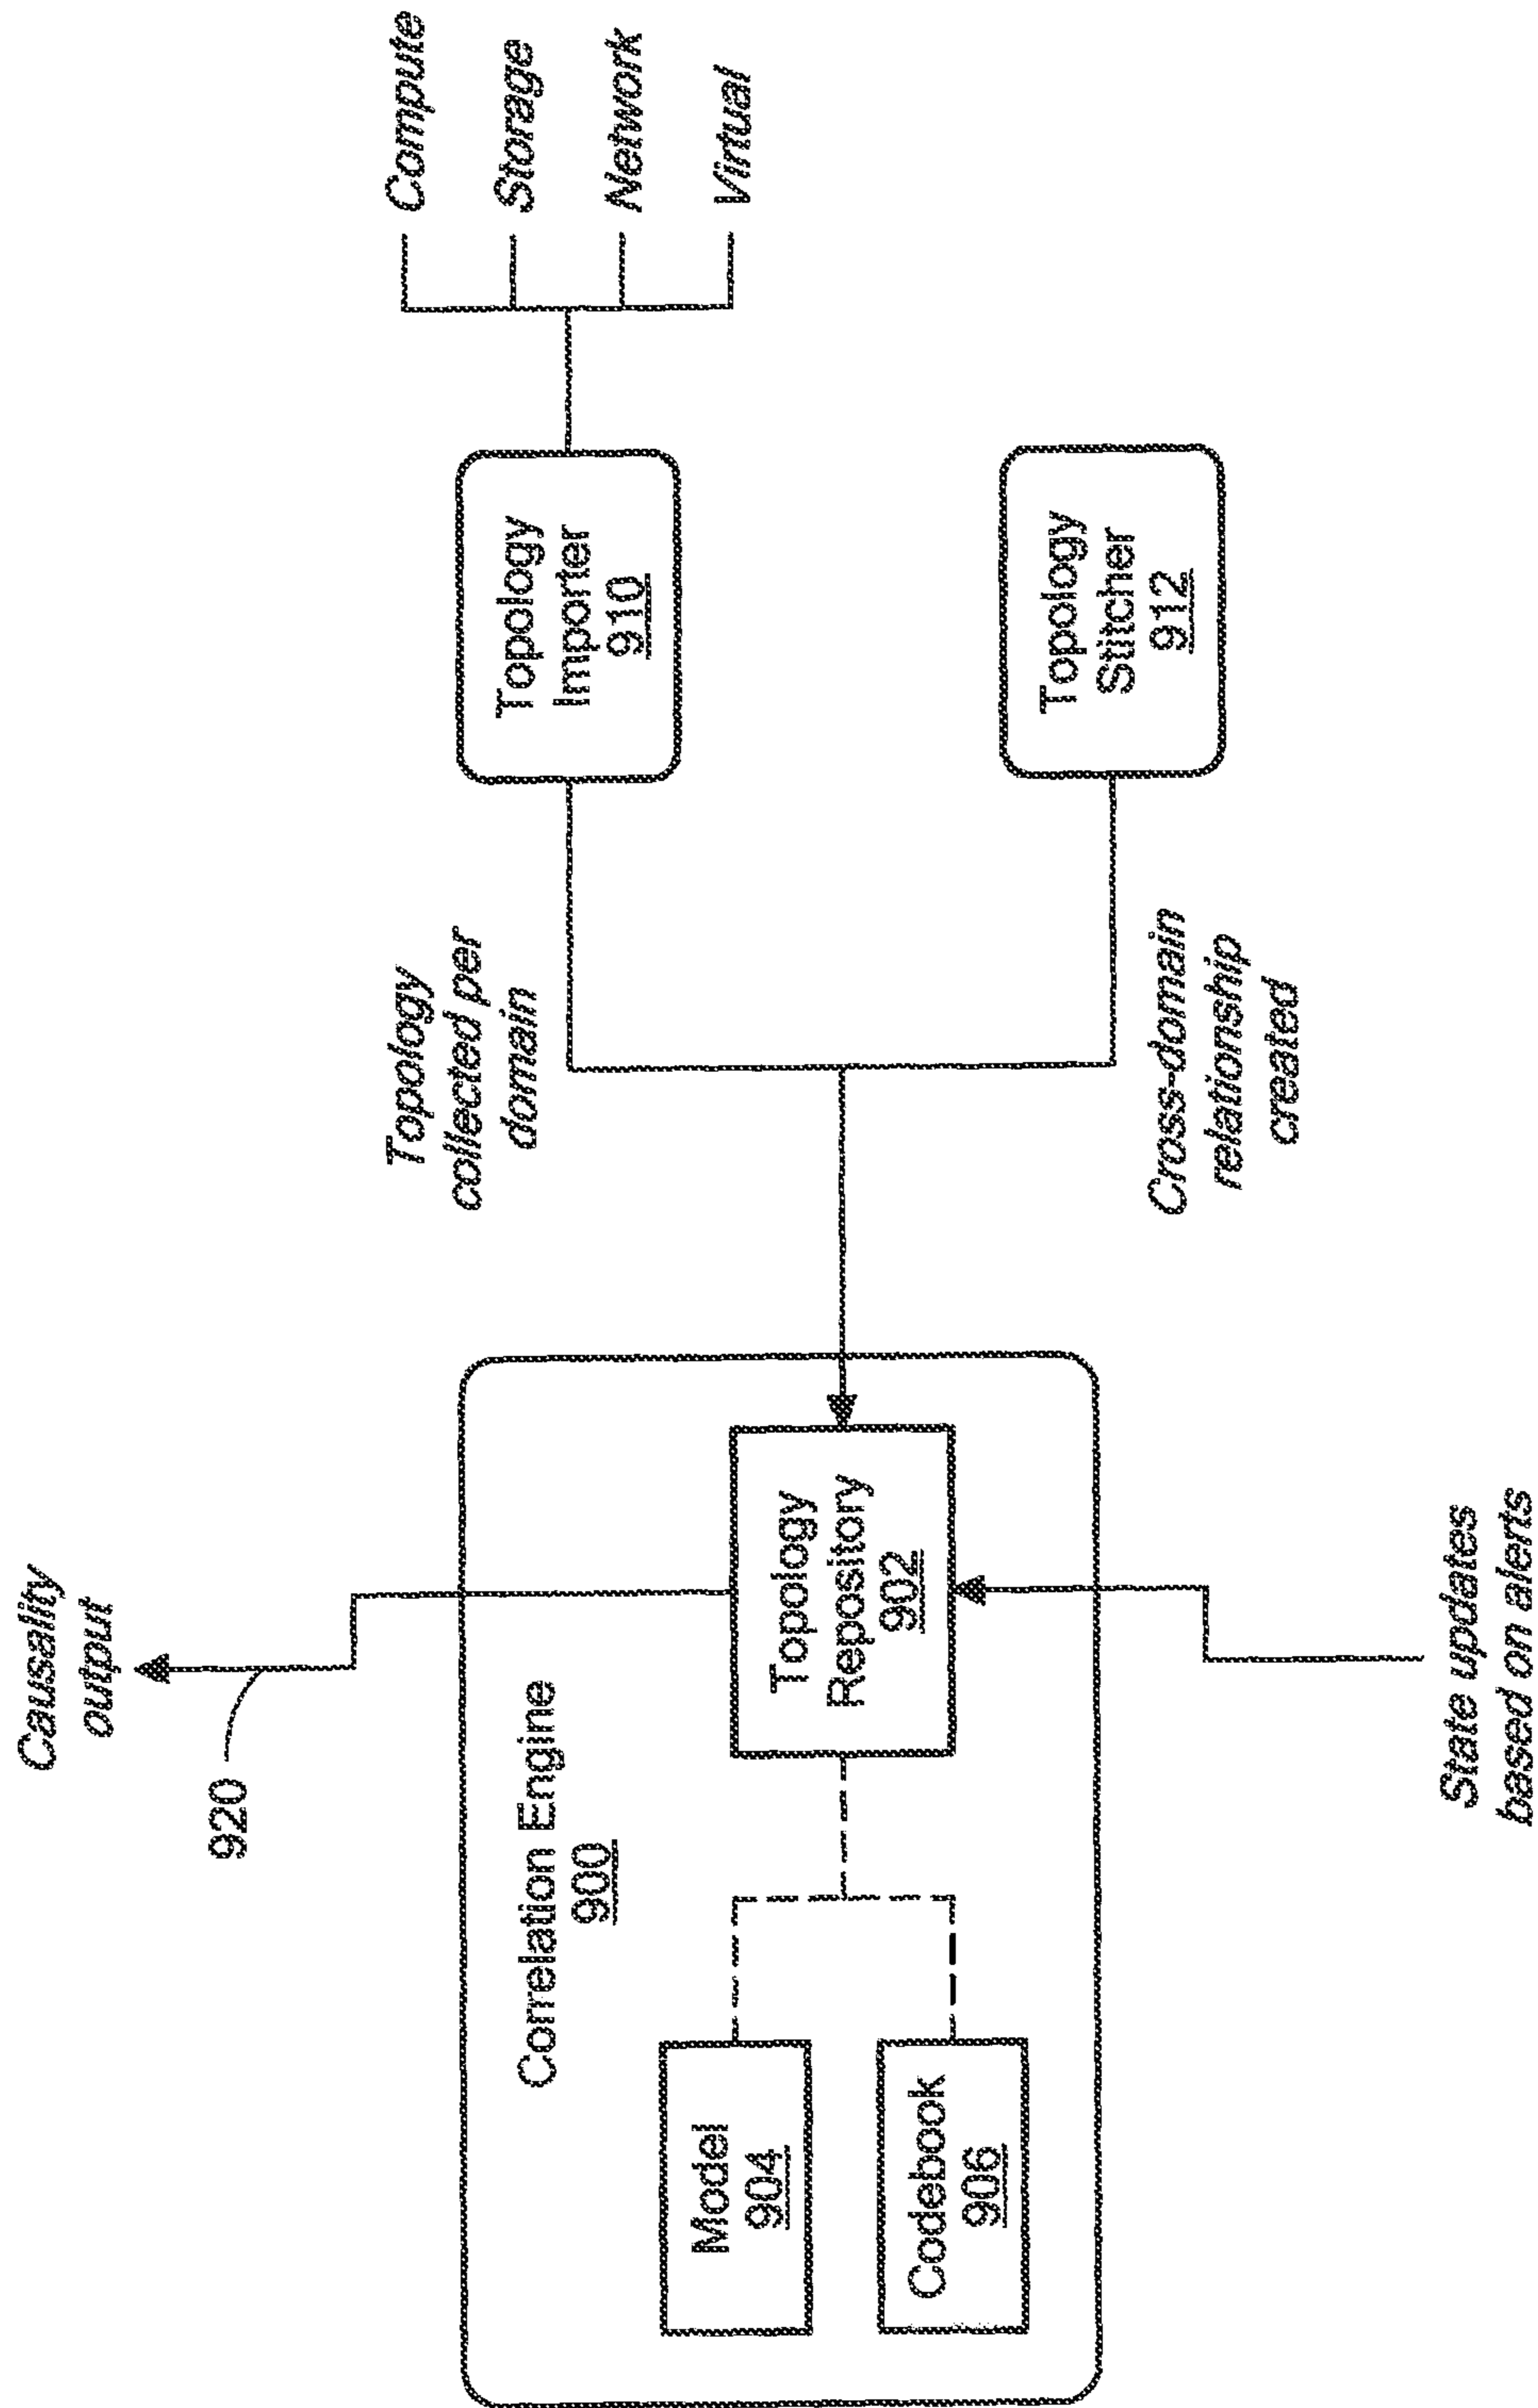 Causality
output
920
Correlation Engine
900
Model
904
Codebook
906
Topology
Repository
902
State updates
based on alerts
Topology
collected per
domain
Cross-domain
relationship
created
Topology
Importer
910
Topology
Stitcher
912
Compute
Storage
Network
Virtual